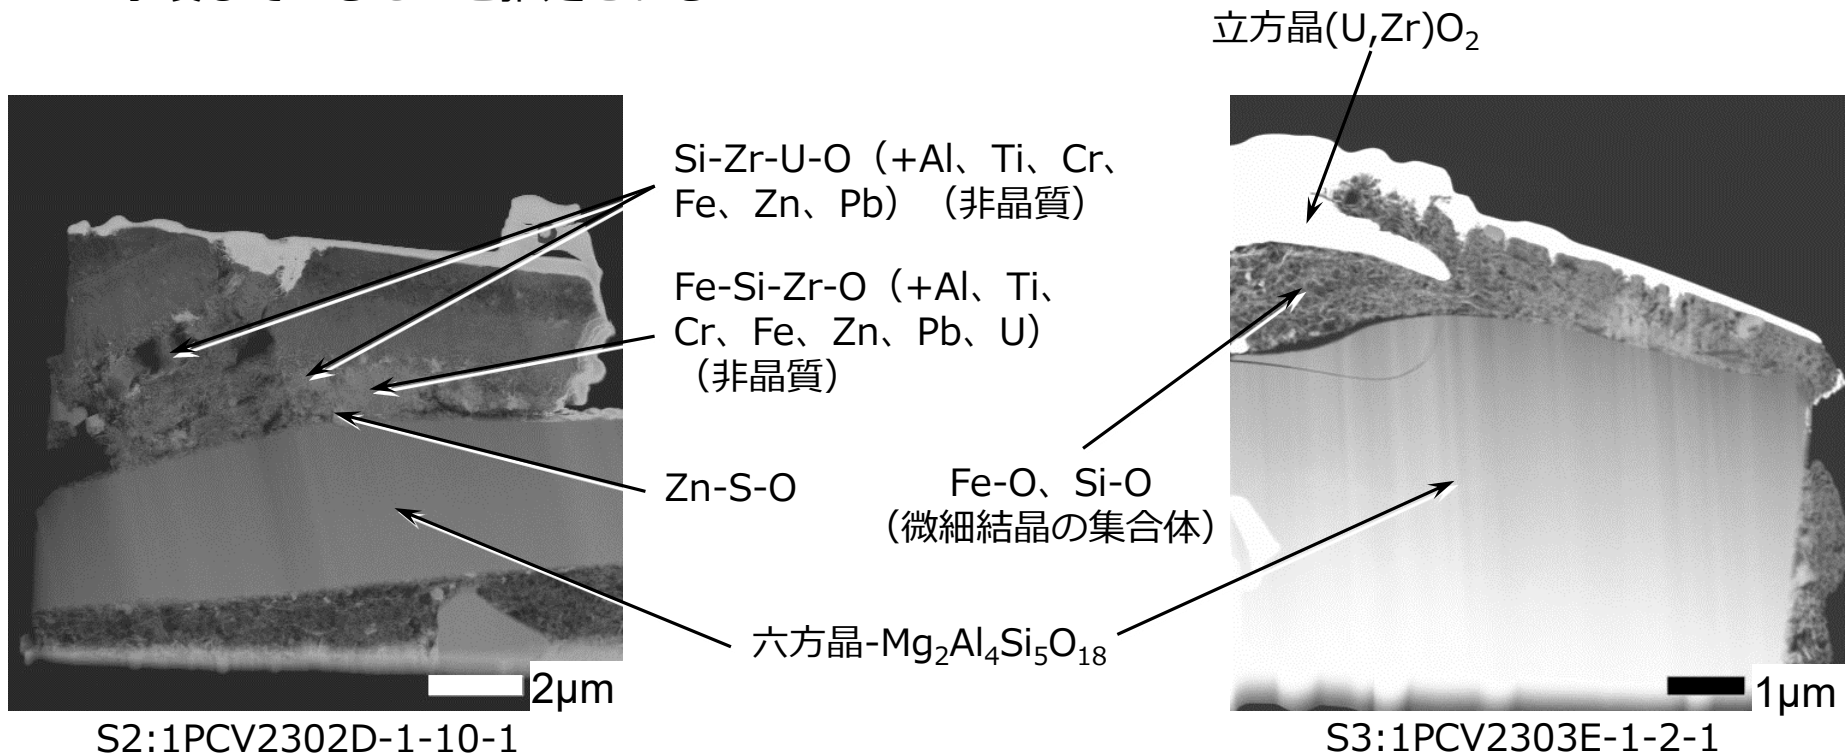 立方晶(U,Zr)O2
Si-Zr-U-O（+Al、Ti、Cr、
Fe、Zn、Pb）（非晶質）
Fe-Si-Zr-O（+Al、Ti、
Cr、Fe、Zn、Pb、U）
（非晶質）
Zn-S-O
Fe-O、Si-O
（微細結晶の集合体）
六方晶-Mg2Al4Si5O18
2μm
1μm
S2:1PCV2302D-1-10-1
S3:1PCV2303E-1-2-1